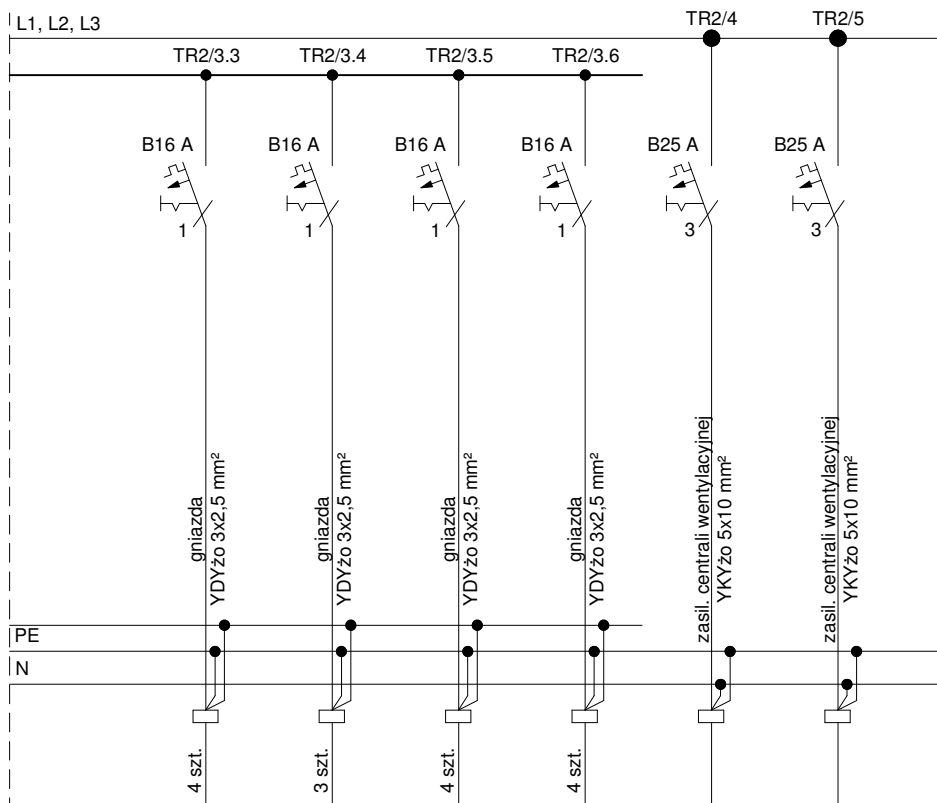 L1, L2, L3
TR2/4
TR2/5
TR2/3.3
TR2/3.4
TR2/3.5
TR2/3.6
B16 A
B16 A
B16 A
B16 A
B25 A
B25 A
1
1
1
1
3
3
gniazda
YDYżo 3x2,5 mm²
gniazda
YDYżo 3x2,5 mm²
gniazda
YDYżo 3x2,5 mm²
gniazda
YDYżo 3x2,5 mm²
zasil. centrali wentylacyjnej
YKYżo 5x10 mm²
zasil. centrali wentylacyjnej
YKYżo 5x10 mm²
PE
N
4 szt.
3 szt.
4 szt.
4 szt.